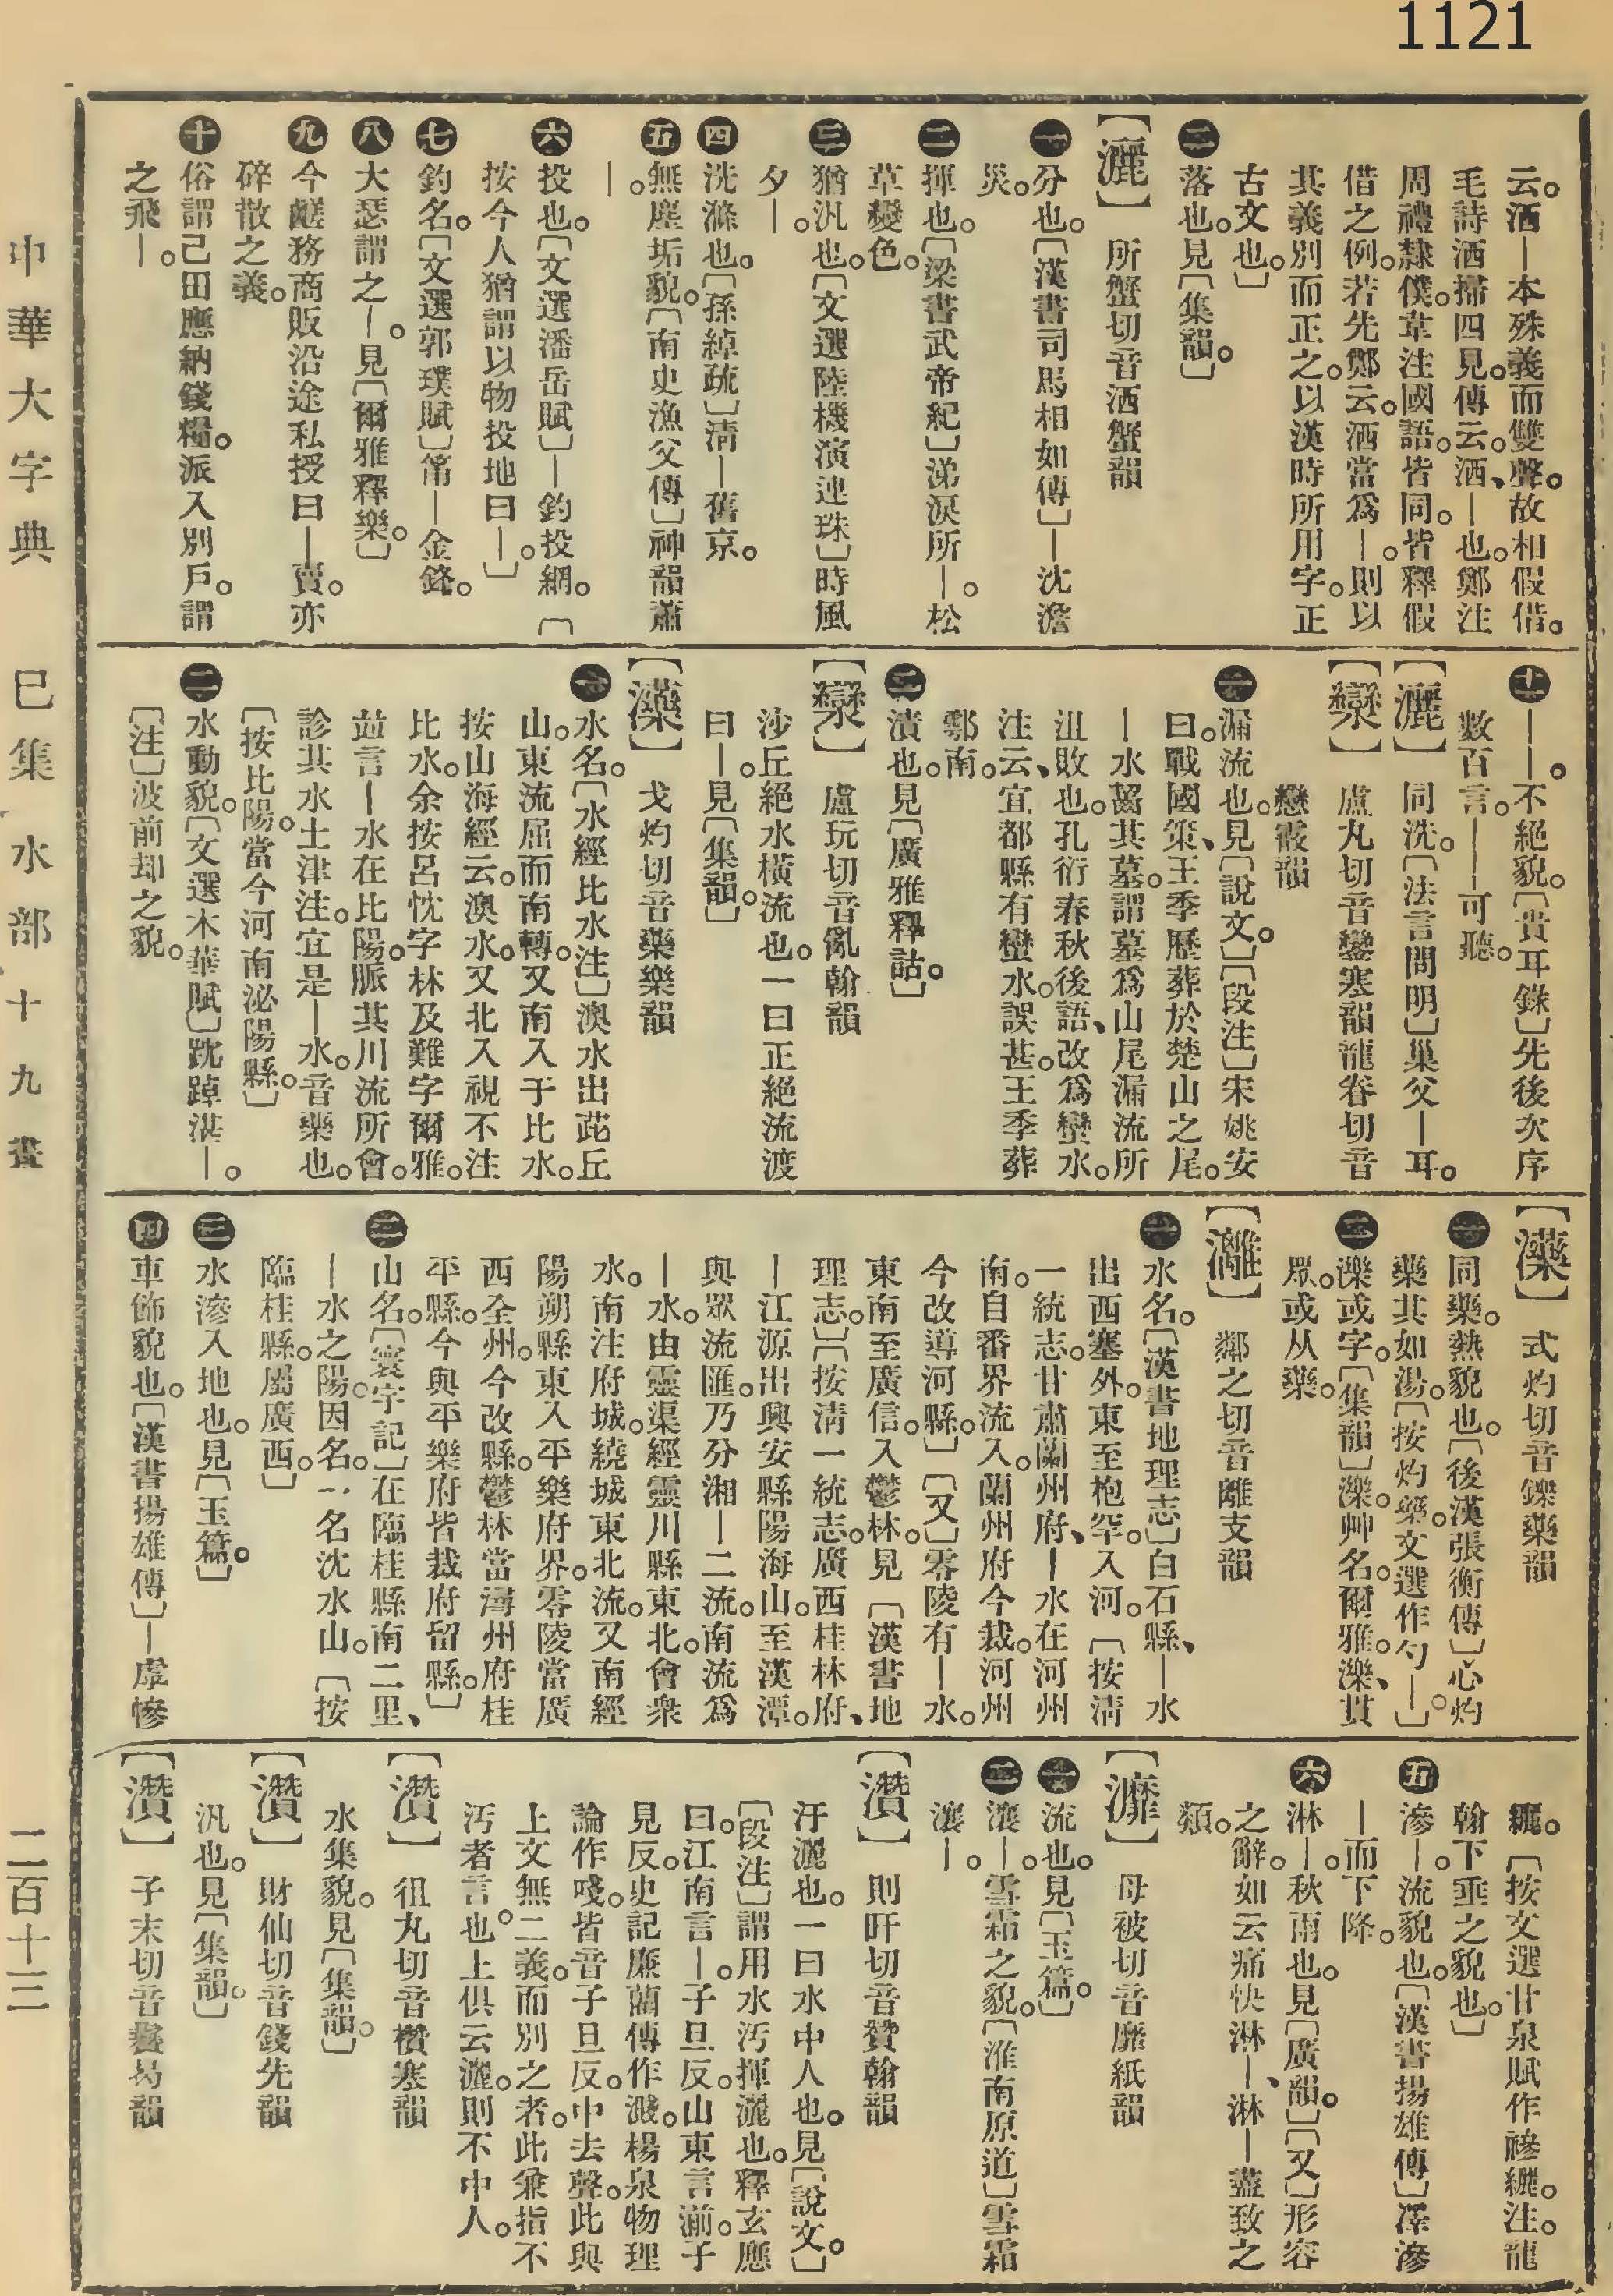 1121
云。洒—本殊義而雙聲。故相假借。
毛詩洒掃四見。傳云。洒、—也。鄭注
周禮隸僕。韋注國語。皆同。皆釋假
借之例。若先鄭云。洒當爲—。則以
其義別而正之。以漢時所用字。正
古文也。〕
㊁落也。見〔集韻。〕
〔灑〕 所蟹切音洒蟹韻
㊀分也。〔漢書司馬相如傳〕—沈澹
災。
㊁揮也。〔梁書武帝紀〕涕淚所—。松
草變色。
㊂猶汎也。〔文選陸機演連珠〕時風
夕—。
㊃洗滌也。〔孫綽疏〕淸—舊京。
㊄無塵垢貌。〔南史漁父傳〕神韻蕭
—。
㊅投也。〔文選潘岳賦〕—釣投網。〔
按今人猶謂以物投地曰—。〕
㊆釣名。〔文選郭璞賦〕筩—金鋒。
㊇大瑟謂之—。見〔爾雅釋樂。〕
㊈今鹺務商販沿途私授曰—賣。亦
碎散之義。
㊉俗謂己田應納錢糧。派入別戶。謂
之飛—。
⓫——。不絕貌。〔貴耳錄〕先後次序
數百言。——可聽。
〔灑〕 同洗。〔法言問明〕巢父—耳。
〔灓〕 盧丸切音鑾寒韻龍眷切音
戀霰韻
㊀漏流也。見〔說文。〕〔段注〕宋姚安
曰。戰國策、王季歷葬於楚山之尾。
—水齧其墓。謂墓爲山尾漏流所
沮敗也。孔衍春秋後語、改爲蠻水。
注云、宜都縣有蠻水。誤甚。王季葬
鄠南。
㊁漬也。見〔廣雅釋詁。〕
〔灓〕 盧玩切音亂翰韻
沙丘絕水橫流也。一曰正絕流渡
曰—。見〔集韻。〕
〔㶟〕 戈灼切音藥樂韻
㊀水名。〔水經比水注〕澳水出茈丘
山。東流屈而南轉。又南入于比水。
按山海經云。澳水又北入視不注
比水。余按呂忱字林及難字爾雅。
竝言—水在比陽。脈其川流所會。
診其水土津注。宜是—水。音藥也。
〔按比陽。當今河南泌陽縣。〕
㊁水動貌。〔文選木華賦〕跐踔湛—。
〔注〕波前却之貌。
式灼切音鑠藥韻
㊀同藥。熱貌也。〔後漢張衡傳〕心灼
藥其如湯。〔按灼藥。文選作勺—。〕
㊁濼或字。〔集韻〕濼。艸名。爾雅。濼、貫
眾。或从藥。
〔灕〕 鄰之切音離支韻
㊀水名。〔漢書地理志〕白石縣、—水
出西塞外。東至枹罕。入河。〔按淸
一統志。甘肅蘭州府、—水在河州
南。自番界流入。蘭州府今裁。河州
今改導河縣。〕〔又〕零陵有—水。
東南至廣信。入鬱林。見〔漢書地
理志。〕〔按淸一統志。廣西桂林府、
—江源出興安縣陽海山。至漢潭。
與眾流匯。乃分湘—二流。南流爲
—水。由靈渠經靈川縣東北。會衆
水。南注府城。繞城東北流。又南經
陽朔縣東入平樂府界。零陵當廣
西全州。今改縣。鬱林當潯州府桂
平縣。今與平樂府皆裁府留縣。〕
㊁山名。〔寰宇記〕在臨桂縣南二里、
—水之陽。因名。一名沈水山。〔按
臨桂縣。屬廣西。〕
㊂水滲入地也。見〔玉篇。〕
㊃車飾貌也。〔漢書揚雄傳〕—虖幓
纚。〔按文選甘泉賦作襂纚。注。龍
翰下垂之貌也。〕
㊄滲—。流貌也。〔漢書揚雄傳〕澤滲
—而下降。
㊅淋—。秋雨也。見〔廣韻。〕〔又〕形容
之辭。如云痛快淋—、淋—盡致之
類。
〔灖〕 母被切音靡紙韻
㊀流也。見〔玉篇。〕
㊁瀼—。雪霜之貌。〔淮南原道〕雪霜
瀼—。
〔灒〕 則旰切音贊翰韻
汙灑也。一曰水中人也。見〔說文。〕
〔段注〕謂用水汚揮灑也。釋玄應
曰。江南言—。子旦反。山東言湔。子
見反。史記廉藺傳作濺。楊泉物理
論作唆。皆音子旦反。中去聲。此與
上文無二義。而別之者。此兼指不
汚者言也。上俱云灑。則不中人。
〔灒〕 徂丸切音欑寒韻
水集貌。見〔集韻。〕
〔灒〕 財仙切音錢先韻
汎也。見〔集韻。〕
〔灒〕 子末切音曷韻
中華大字典 巳集 水部 十九畫 二百十三